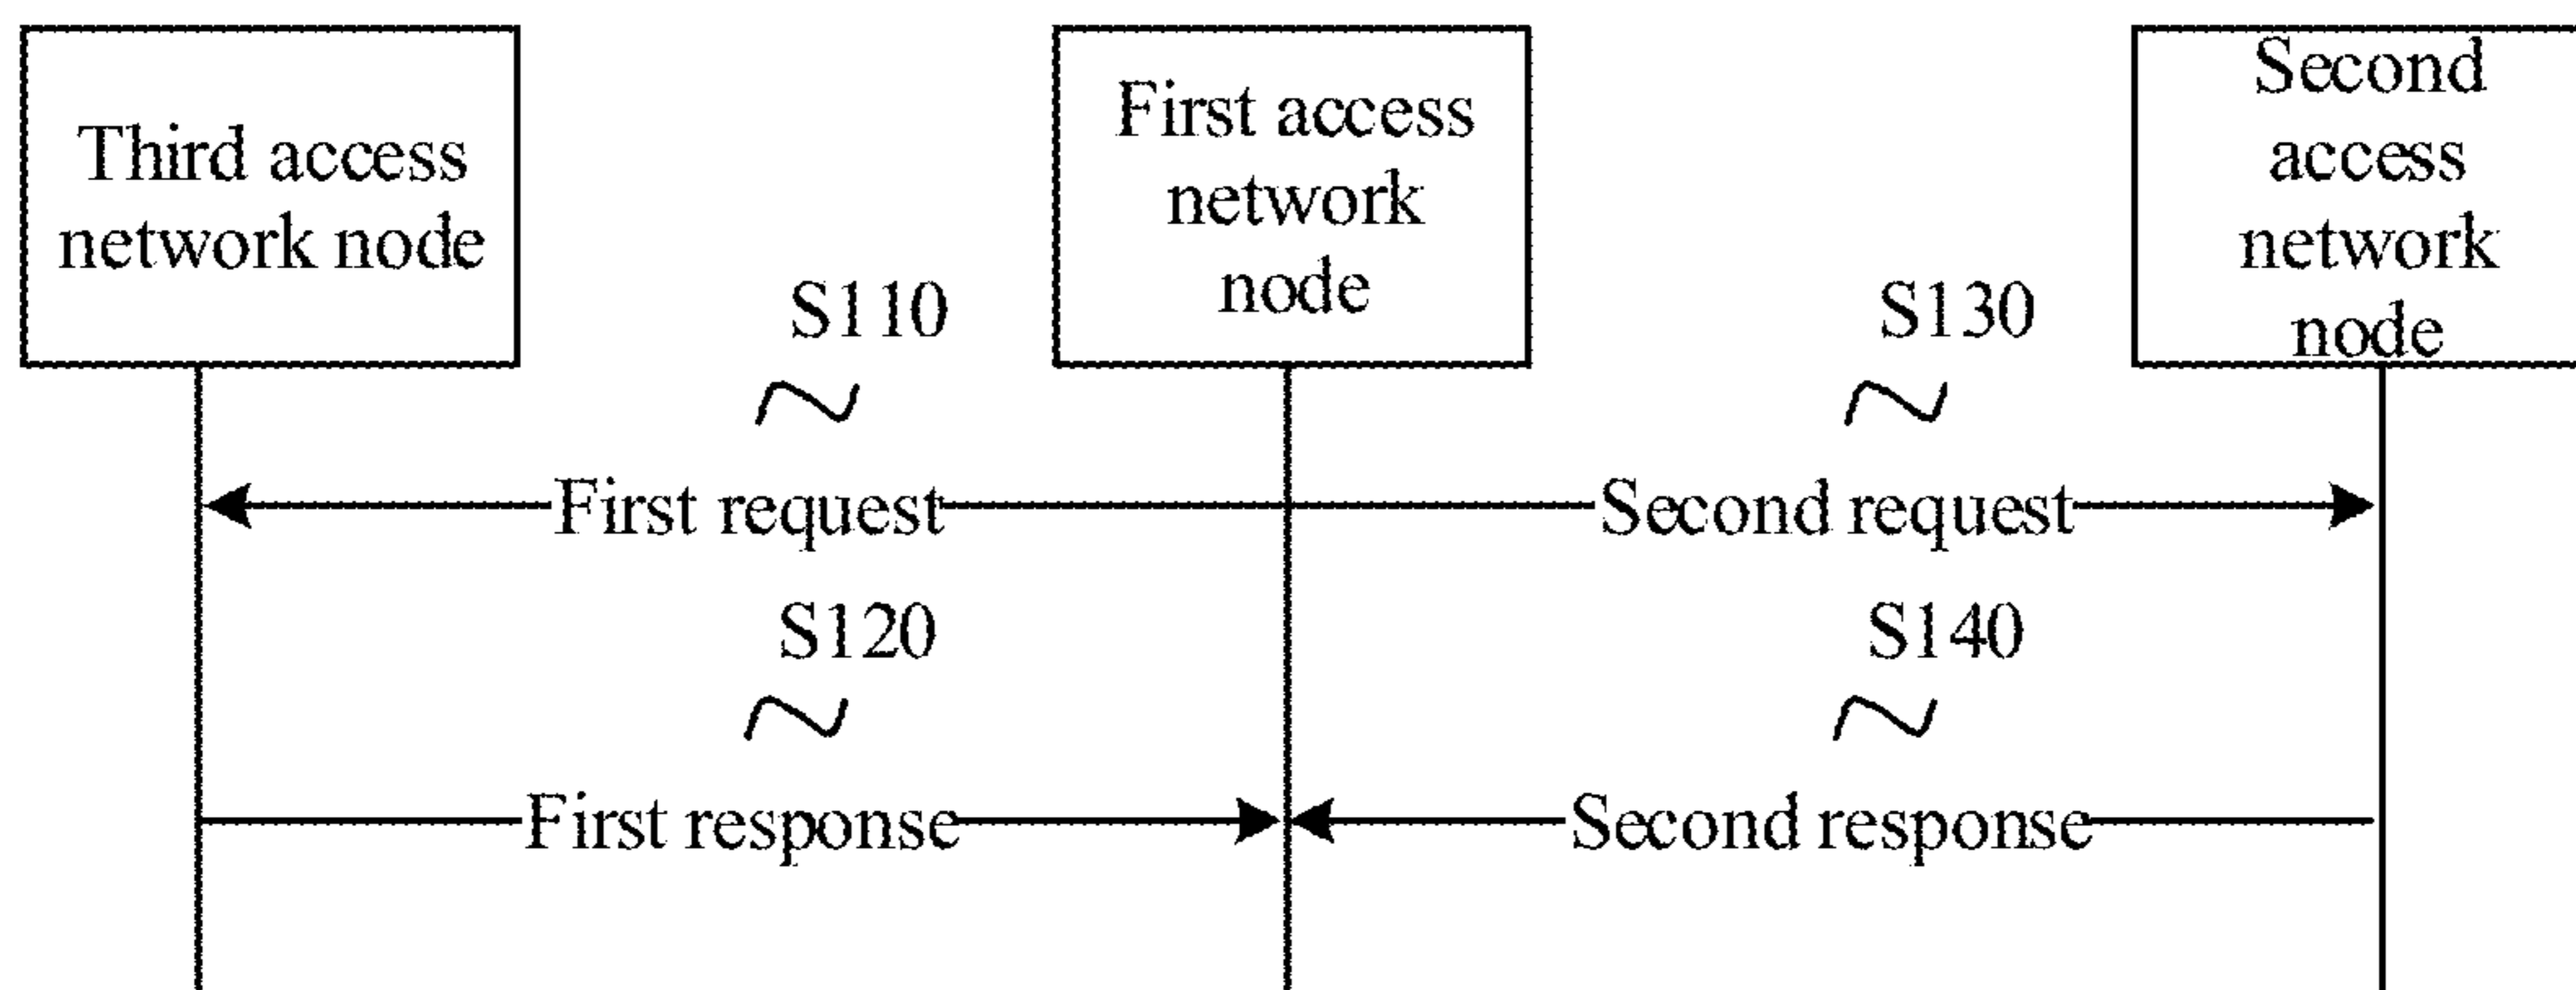 Third access
network node
First access
network
node
Second
access
network
node
S110
S130
First request
Second request
S120
S140
First response
Second response